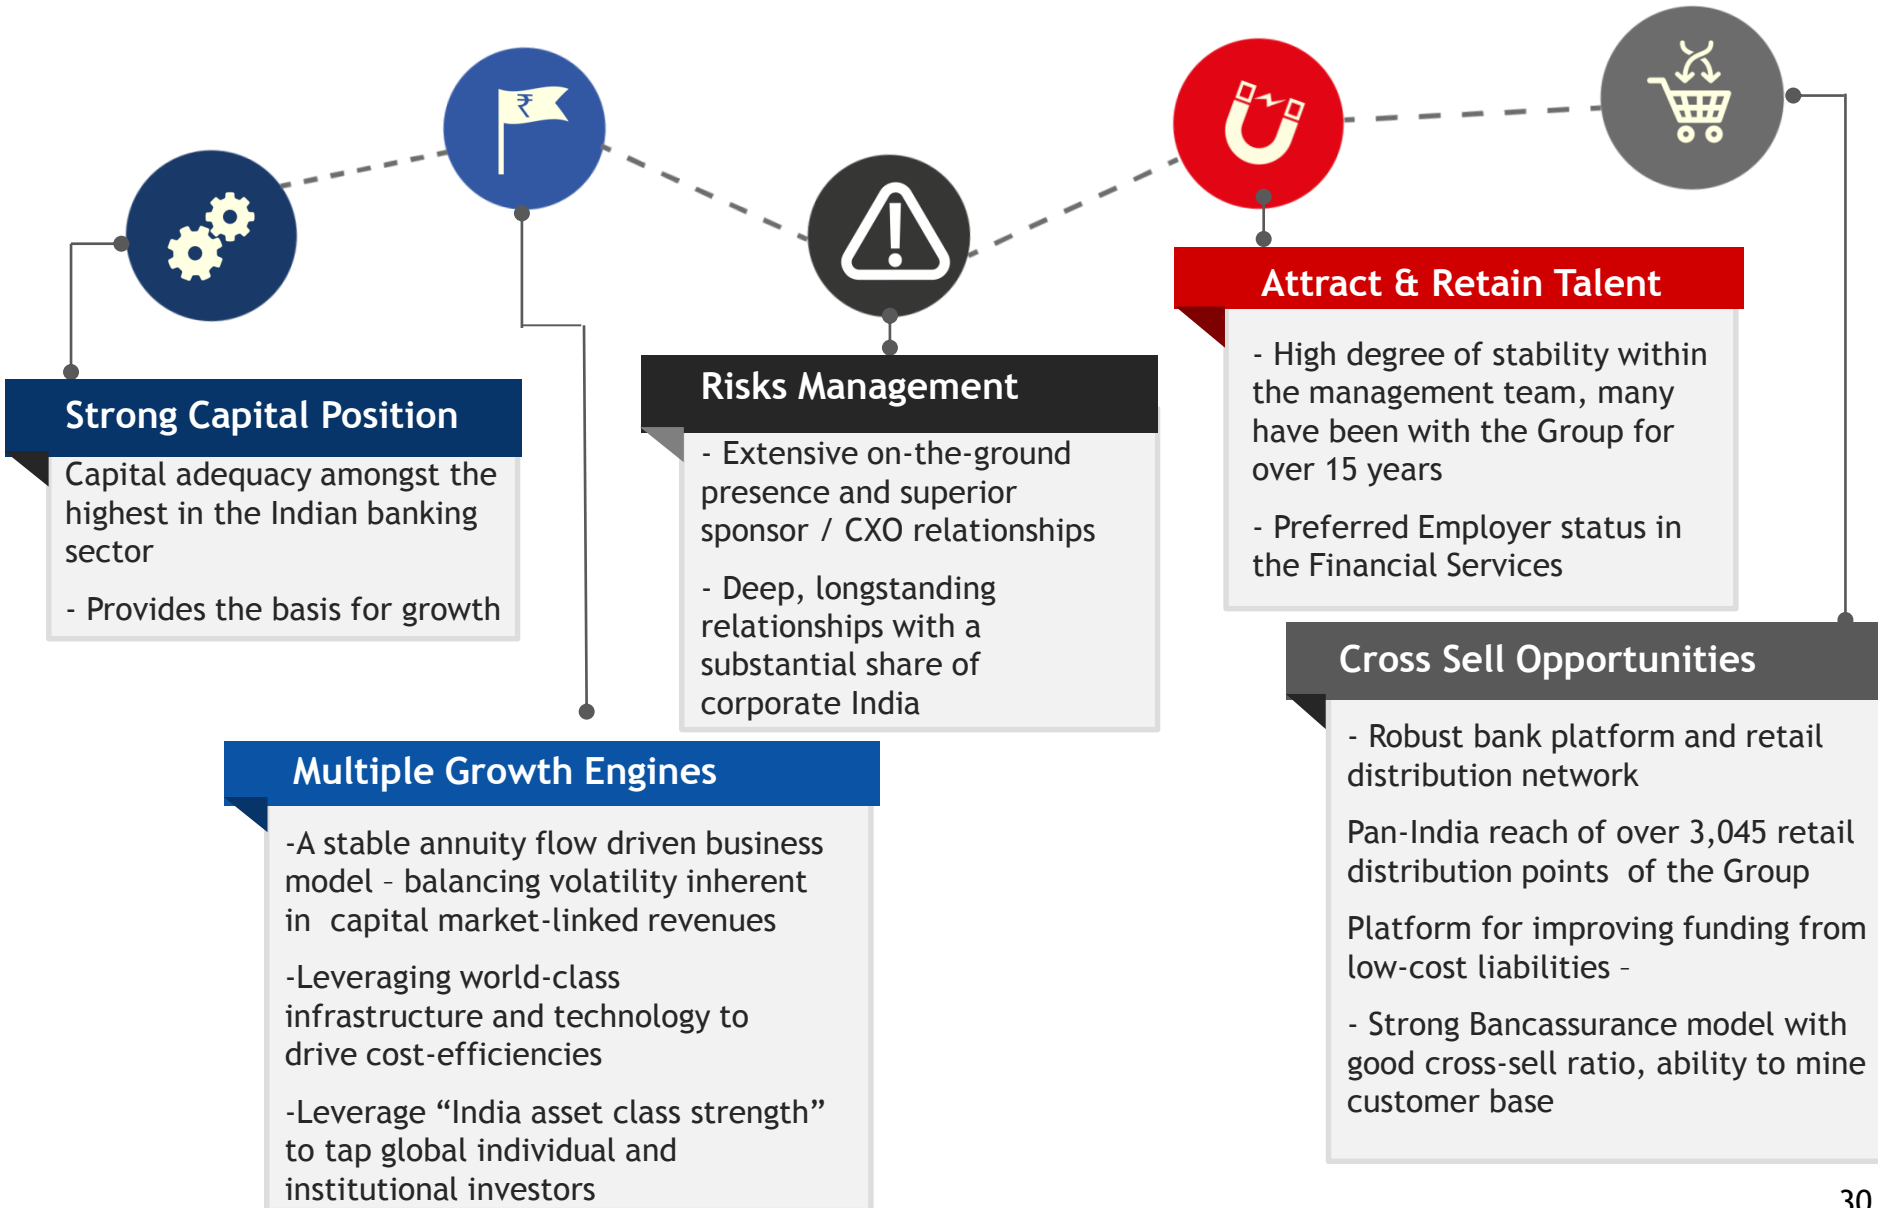 ₹
Strong Capital Position
Capital adequacy amongst the
highest in the Indian banking
sector
- Provides the basis for growth
Multiple Growth Engines
-A stable annuity flow driven business
model – balancing volatility inherent
in  capital market-linked revenues
-Leveraging world-class
infrastructure and technology to
drive cost-efficiencies
-Leverage “India asset class strength”
to tap global individual and
institutional investors
Risks Management
- Extensive on-the-ground
presence and superior
sponsor / CXO relationships
- Deep, longstanding
relationships with a
substantial share of
corporate India
Attract & Retain Talent
- High degree of stability within
the management team, many
have been with the Group for
over 15 years
- Preferred Employer status in
the Financial Services
Cross Sell Opportunities
- Robust bank platform and retail
distribution network
Pan-India reach of over 3,045 retail
distribution points  of the Group
Platform for improving funding from
low-cost liabilities –
- Strong Bancassurance model with
good cross-sell ratio, ability to mine
customer base
30